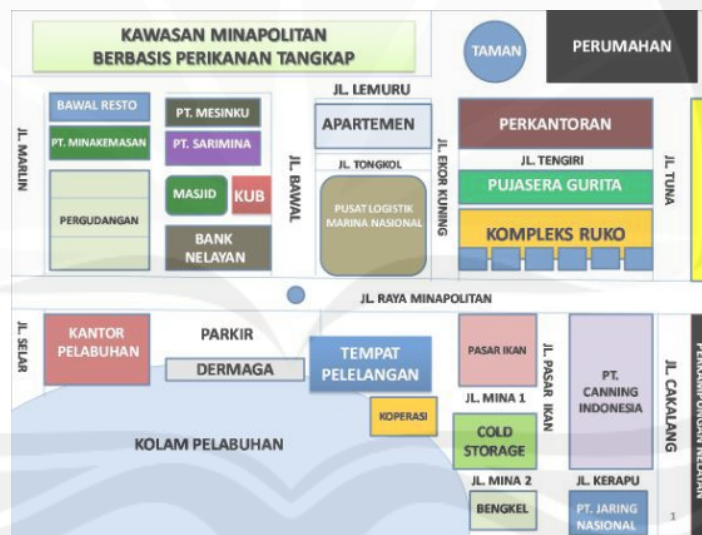 KAWASAN MINAPOLITAN
BERBASIS PERIKANAN TANGKAP
TAMAN
PERUMAHAN
JL. LEMURU
JL. MARLIN
BAWAL RESTO
PT. MINAKEMASAN
PERGUDANGAN
PT. MESINKU
PT. SARIMINA
MASJID
KUB
BANK
NELAYAN
JL. BAWAL
APARTEMEN
JL. TONGKOL
PUSAT LOGISTIK
MARINA NASIONAL
JL. EKOR KUNING
PERKANTORAN
JL. TENGIRI
PUJASERA GURITA
KOMPLEKS RUKO
JL. TUNA
JL. RAYA MINAPOLITAN
JL. SELAR
KANTOR
PELABUHAN
PARKIR
DERMAGA
TEMPAT
PELELANGAN
KOPERASI
KOLAM PELABUHAN
PASAR IKAN
JL. MINA 1
COLD
STORAGE
JL. MINA 2
BENGKEL
JL. PASAR IKAN
PT.
CANNING
INDONESIA
JL. KERAPU
PT. JARING
NASIONAL
JL. CAKALANG
PERKAMPUNGAN NELAYAN
1